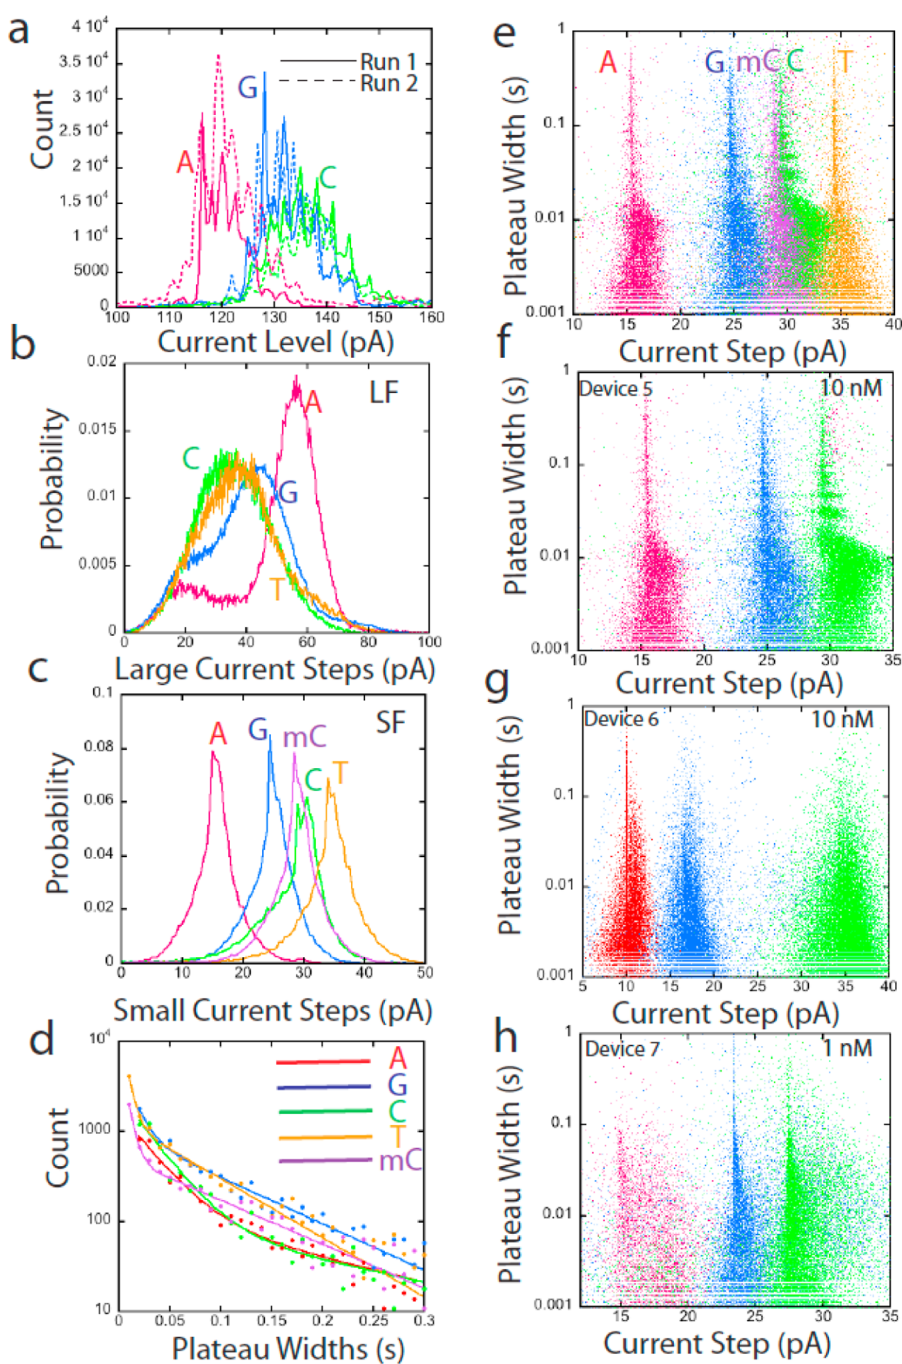 a
4 10⁴
3.5 10⁴
3 10⁴
2.5 10⁴
2 10⁴
1.5 10⁴
1 10⁴
5000
0
Count
Run 1
Run 2
A
G
C
100 110 120 130 140 150 160
Current Level (pA)
b
0.02
0.015
0.01
0.005
0
Probability
LF
A
C
G
T
0 20 40 60 80 100
Large Current Steps (pA)
c
0.1
0.08
0.06
0.04
0.02
0
Probability
SF
A
G
mC
C
T
0 10 20 30 40 50
Small Current Steps (pA)
d
10⁴
1000
100
10
Count
A
G
C
T
mC
0 0.05 0.1 0.15 0.2 0.25 0.3
Plateau Widths (s)
e
1
0.1
0.01
0.001
Plateau Width (s)
A
G
mC
C
T
10 15 20 25 30 35 40
Current Step (pA)
f
1
0.1
0.01
0.001
Plateau Width (s)
Device 5
10 nM
10 15 20 25 30 35
Current Step (pA)
g
1
0.1
0.01
0.001
Plateau Width (s)
Device 6
10 nM
5 10 15 20 25 30 35 40
Current Step (pA)
h
1
0.1
0.01
0.001
Plateau Width (s)
Device 7
1 nM
15 20 25 30 35
Current Step (pA)